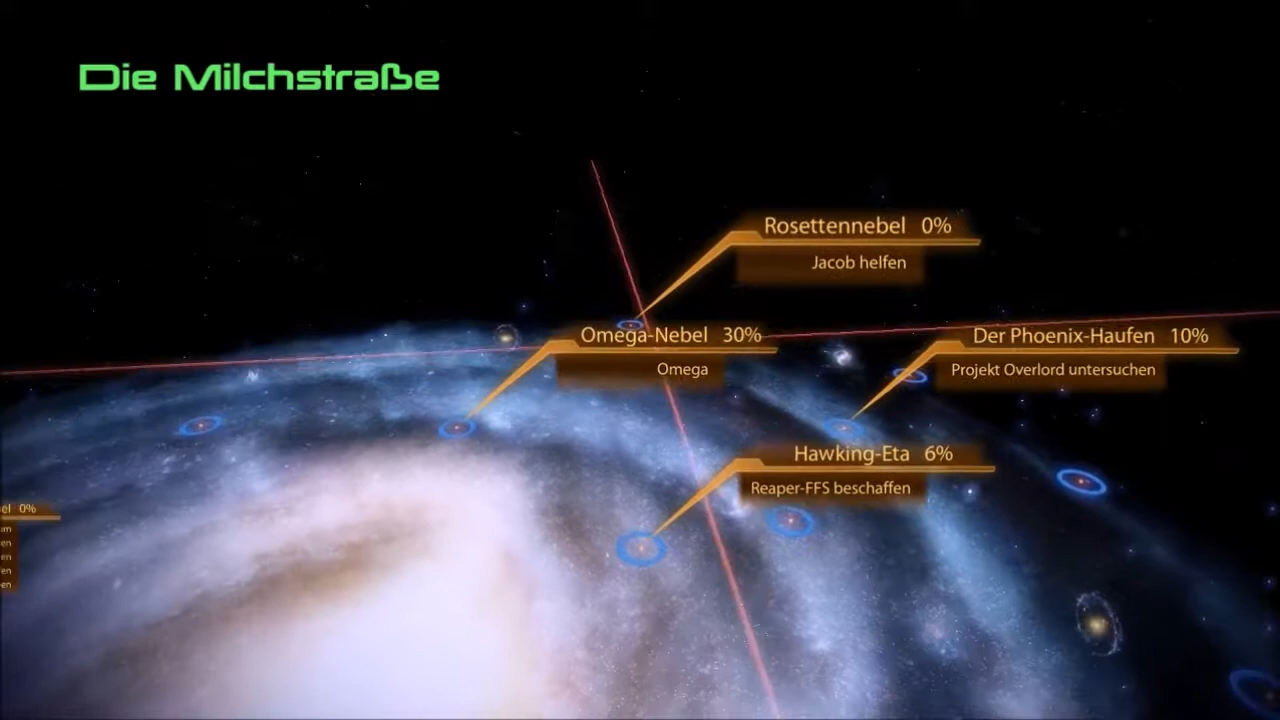 Die Milchstraße
Rosettennebel 0%
Jacob helfen
Omega-Nebel 30%
Omega
Der Phoenix-Haufen 10%
Projekt Overlord untersuchen
Hawking-Eta 6%
Reaper-FFS beschaffen
0%